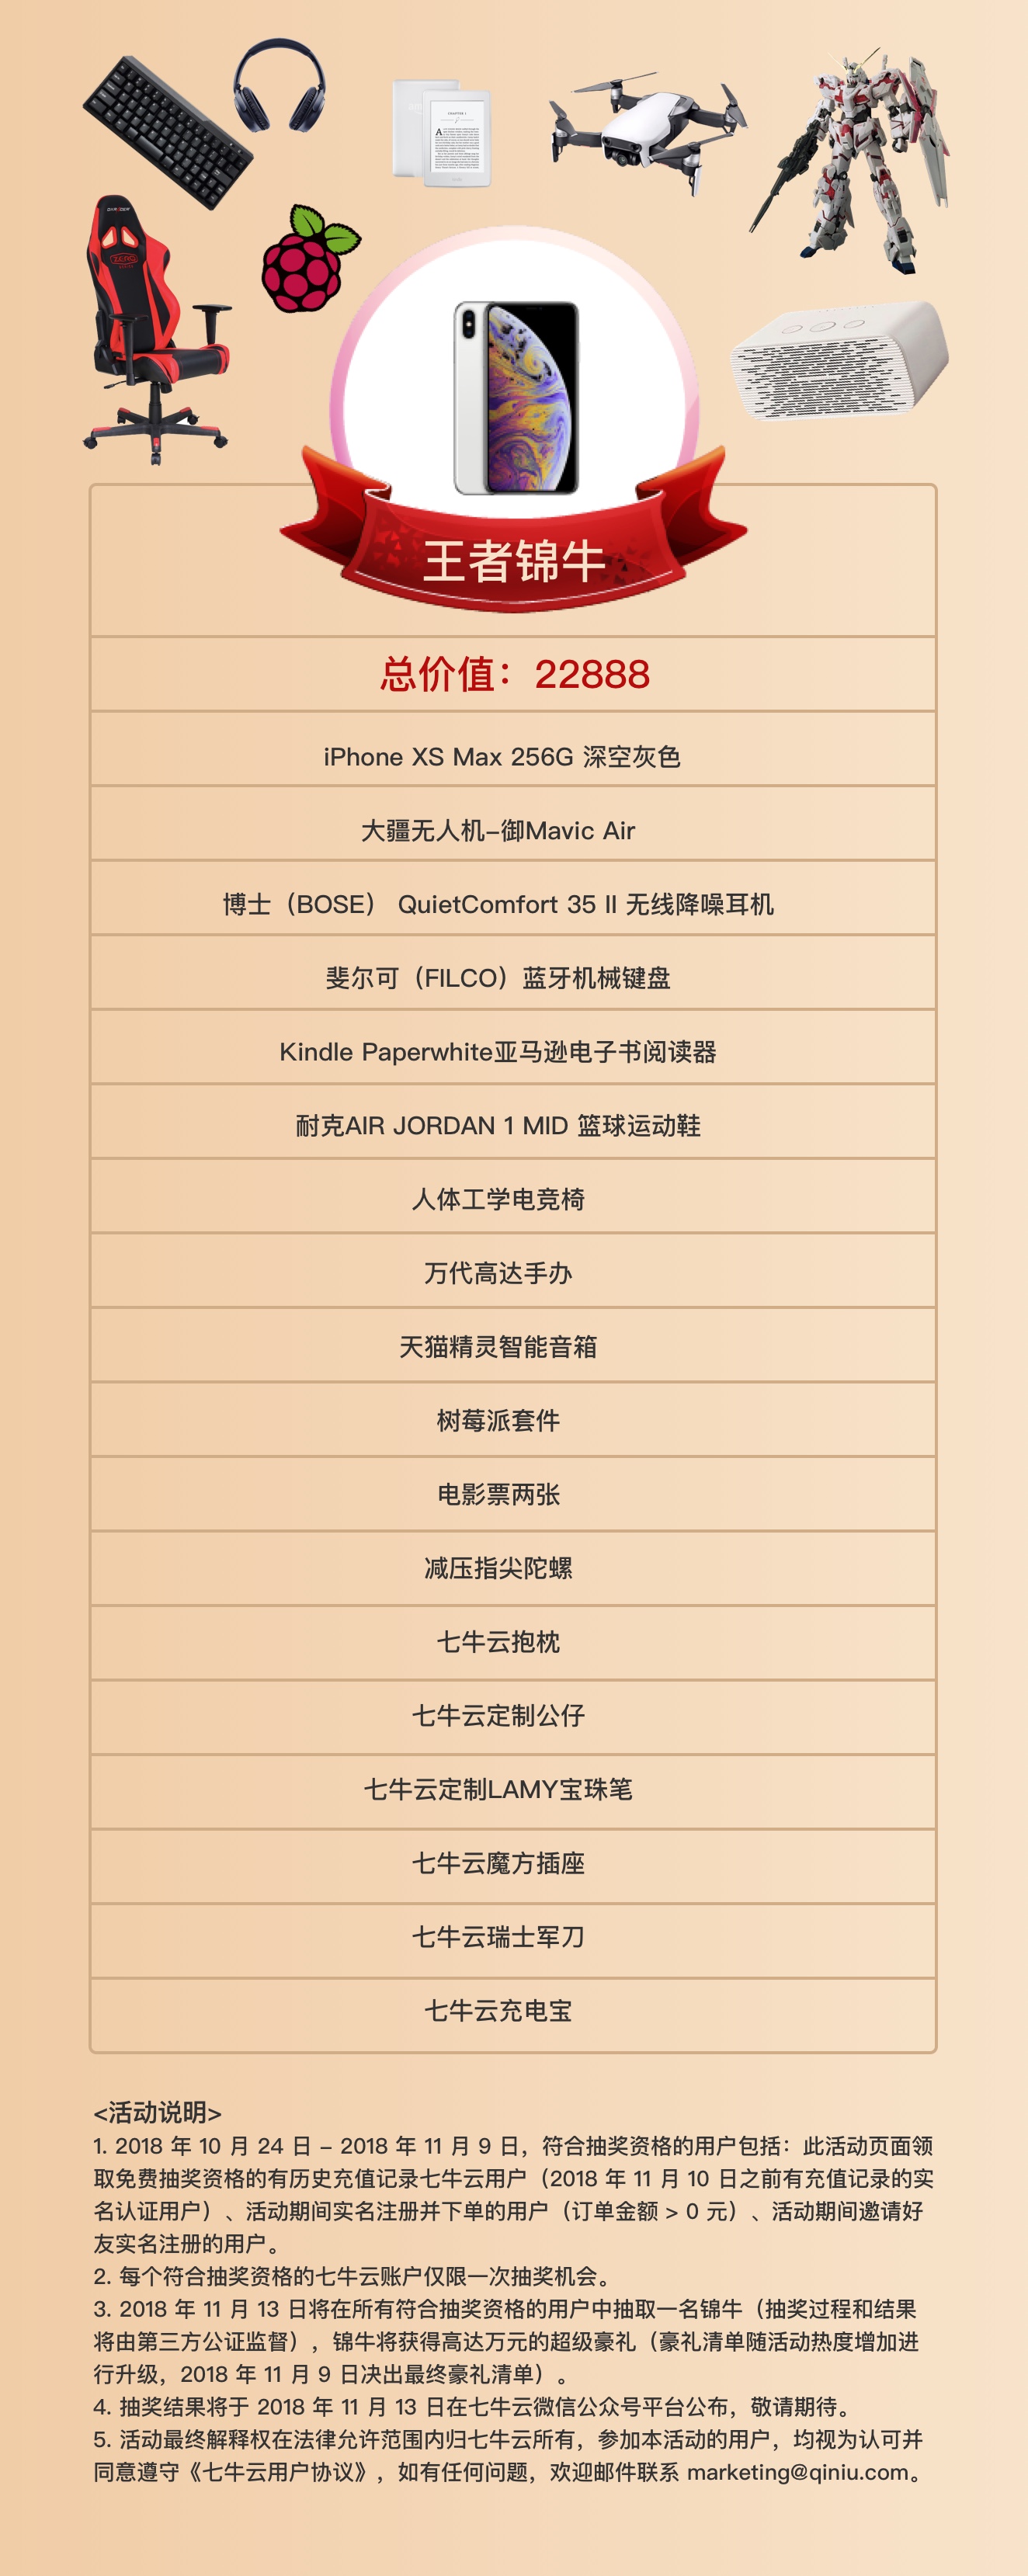 王者锦牛
总价值：22888
iPhone XS Max 256G 深空灰色
大疆无人机–御Mavic Air
博士（BOSE） QuietComfort 35 II 无线降噪耳机
斐尔可（FILCO）蓝牙机械键盘
Kindle Paperwhite亚马逊电子书阅读器
耐克AIR JORDAN 1 MID 篮球运动鞋
人体工学电竞椅
万代高达手办
天猫精灵智能音箱
树莓派套件
电影票两张
减压指尖陀螺
七牛云抱枕
七牛云定制公仔
七牛云定制LAMY宝珠笔
七牛云魔方插座
七牛云瑞士军刀
七牛云充电宝
<活动说明>
1. 2018 年 10 月 24 日 – 2018 年 11 月 9 日，符合抽奖资格的用户包括：此活动页面领
取免费抽奖资格的有历史充值记录七牛云用户（2018 年 11 月 10 日之前有充值记录的实
名认证用户）、活动期间实名注册并下单的用户（订单金额 > 0 元）、活动期间邀请好
友实名注册的用户。
2. 每个符合抽奖资格的七牛云账户仅限一次抽奖机会。
3. 2018 年 11 月 13 日将在所有符合抽奖资格的用户中抽取一名锦牛（抽奖过程和结果
将由第三方公证监督），锦牛将获得高达万元的超级豪礼（豪礼清单随活动热度增加进
行升级，2018 年 11 月 9 日决出最终豪礼清单）。
4. 抽奖结果将于 2018 年 11 月 13 日在七牛云微信公众号平台公布，敬请期待。
5. 活动最终解释权在法律允许范围内归七牛云所有，参加本活动的用户，均视为认可并
同意遵守《七牛云用户协议》，如有任何问题，欢迎邮件联系 marketing@qiniu.com。